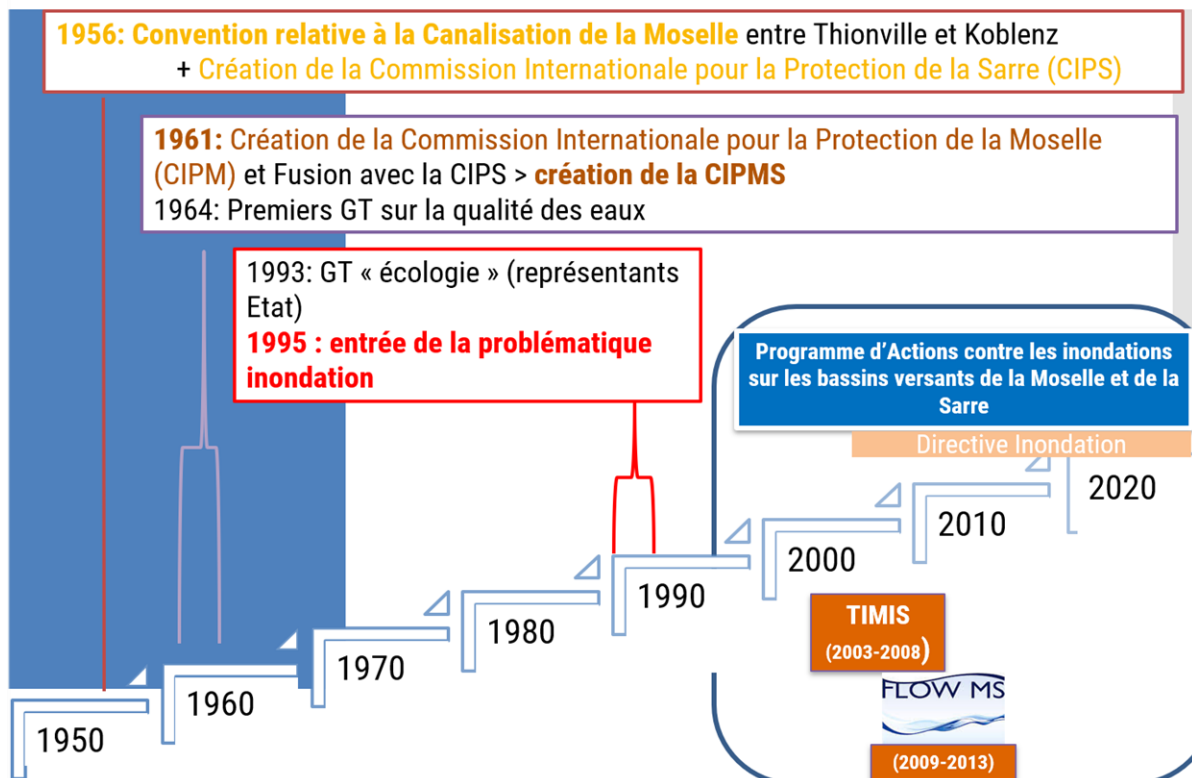 1956: Convention relative à la Canalisation de la Moselle entre Thionville et Koblenz
+ Création de la Commission Internationale pour la Protection de la Sarre (CIPS)
1961: Création de la Commission Internationale pour la Protection de la Moselle
(CIPM) et Fusion avec la CIPS > création de la CIPMS
1964: Premiers GT sur la qualité des eaux
1993: GT « écologie » (représentants
Etat)
1995 : entrée de la problématique
inondation
Programme d’Actions contre les inondations
sur les bassins versants de la Moselle et de la
Sarre
Directive Inondation
2020
2010
2000
1990
1980
1970
1960
1950
TIMIS
(2003-2008)
FLOW MS
(2009-2013)